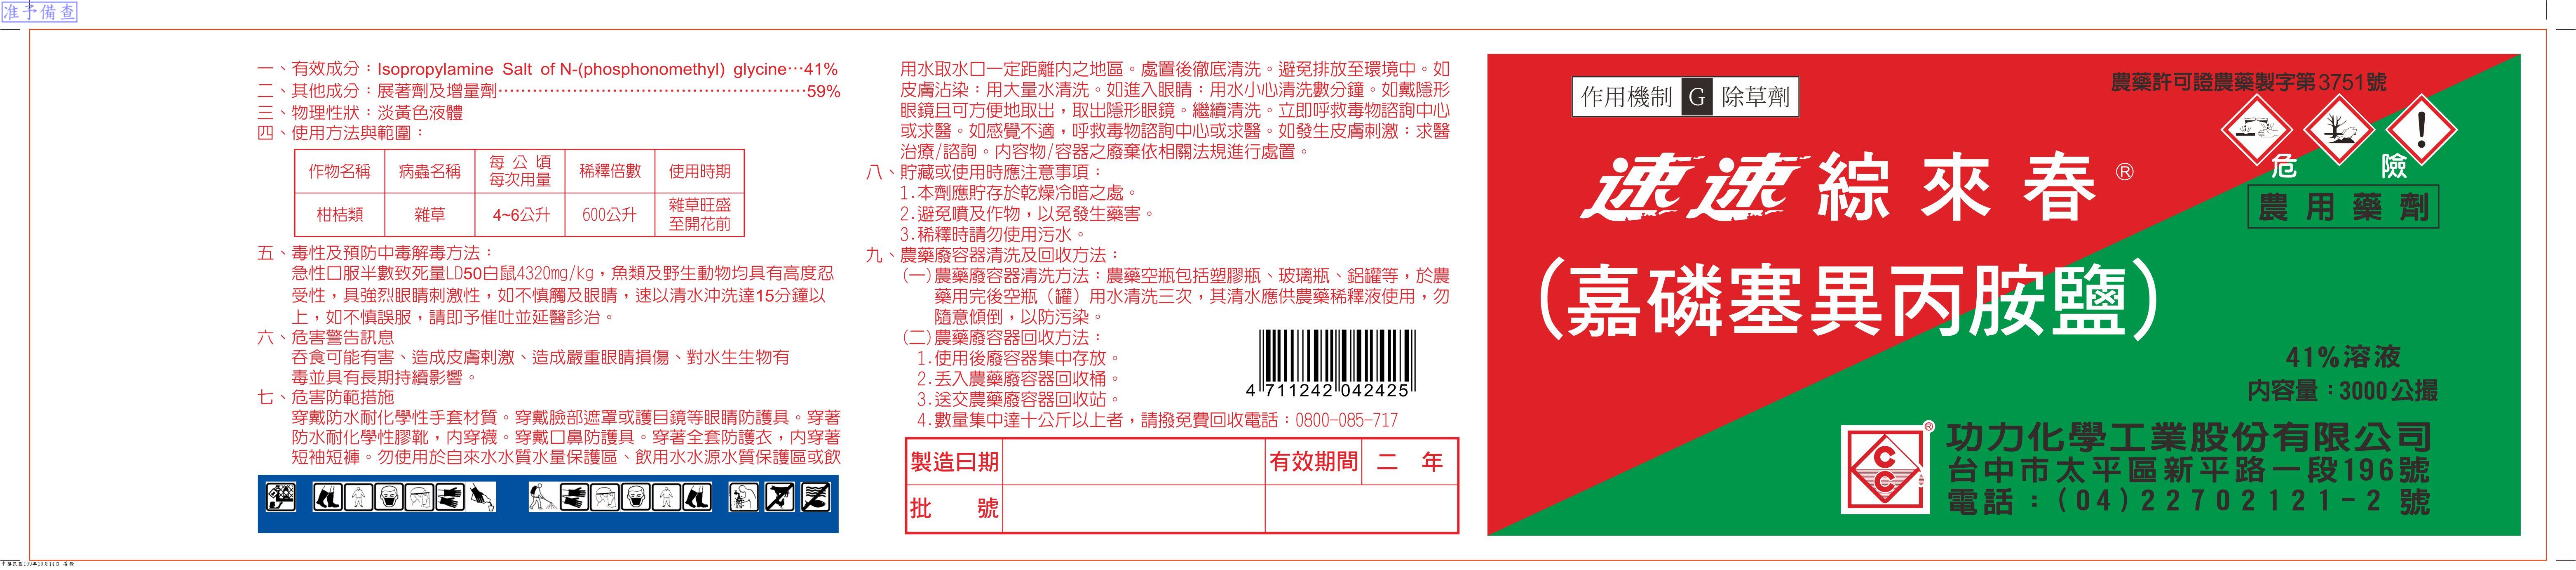 准予備查
一、有效成分：Isopropylamine Salt of N-(phosphonomethyl) glycine…41%
二、其他成分：展著劑及增量劑……………………………………………59%
三、物理性狀：淡黃色液體
四、使用方法與範圍：
作物名稱 病蟲名稱 每公頃每次用量 稀釋倍數 使用時期
柑桔類 雜草 4~6公升 600公升 雜草旺盛至開花前
五、毒性及預防中毒解毒方法：
急性口服半數致死量LD50白鼠4320mg/kg，魚類及野生動物均具有高度忍
受性，具強烈眼睛刺激性，如不慎觸及眼睛，速以清水沖洗達15分鐘以
上，如不慎誤服，請即予催吐並延醫診治。
六、危害警告訊息
吞食可能有害、造成皮膚刺激、造成嚴重眼睛損傷、對水生生物有
毒並具有長期持續影響。
七、危害防範措施
穿戴防水耐化學性手套材質。穿戴臉部遮罩或護目鏡等眼睛防護具。穿著
防水耐化學性膠靴，內穿襪。穿戴口鼻防護具。穿著全套防護衣，內穿著
短袖短褲。勿使用於自來水水質水量保護區、飲用水水源水質保護區或飲
用水取水口一定距離內之地區。處置後徹底清洗。避免排放至環境中。如
皮膚沾染：用大量水清洗。如進入眼睛：用水小心清洗數分鐘。如戴隱形
眼鏡且可方便地取出，取出隱形眼鏡。繼續清洗。立即呼救毒物諮詢中心
或求醫。如感覺不適，呼救毒物諮詢中心或求醫。如發生皮膚刺激：求醫
治療/諮詢。內容物/容器之廢棄依相關法規進行處置。
八、貯藏或使用時應注意事項：
1.本劑應貯存於乾燥冷暗之處。
2.避免噴及作物，以免發生藥害。
3.稀釋時請勿使用污水。
九、農藥廢容器清洗及回收方法：
(一)農藥廢容器清洗方法：農藥空瓶包括塑膠瓶、玻璃瓶、鋁罐等，於農
藥用完後空瓶（罐）用水清洗三次，其清水應供農藥稀釋液使用，勿
隨意傾倒，以防污染。
(二)農藥廢容器回收方法：
1.使用後廢容器集中存放。
2.丟入農藥廢容器回收桶。
3.送交農藥廢容器回收站。
4.數量集中達十公斤以上者，請撥免費回收電話：0800-085-717
4 711242 042425
製造日期 有效期間 二 年
批 號
作用機制 G 除草劑
農藥許可證農藥製字第3751號
危 險
農用藥劑
速速綜來春®
(嘉磷塞異丙胺鹽)
41%溶液
內容量：3000公撮
C
C
®
功力化學工業股份有限公司
台中市太平區新平路一段196號
電話：(04)22702121-2號
中華民國109年10月14日